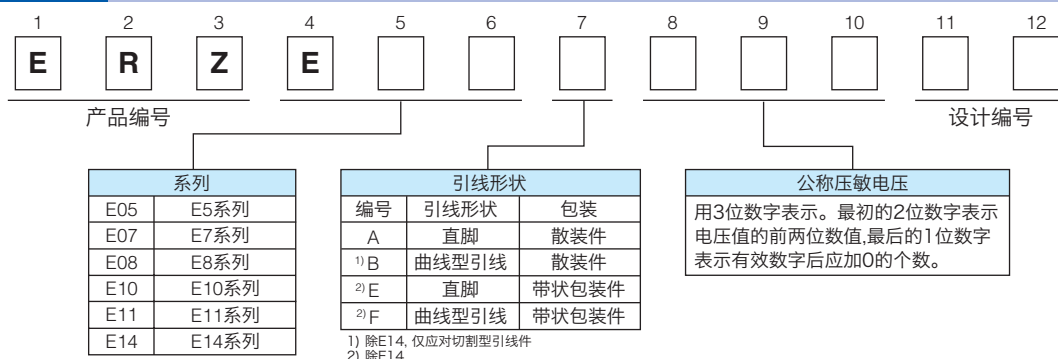 1 2 3 4 5 6 7 8 9 10 11 12
E R Z E
产品编号 设计编号
系列
E05 E5系列
E07 E7系列
E08 E8系列
E10 E10系列
E11 E11系列
E14 E14系列
引线形状
编号 引线形状 包装
A 直脚 散装件
1) B 曲线型引线 散装件
2) E 直脚 带状包装件
2) F 曲线型引线 带状包装件
1) 除E14, 仅应对切割型引线件
2) 除E14
公称压敏电压
用3位数字表示。最初的2位数字表示
电压值的前两位数值,最后的1位数字
表示有效数字后应加0的个数。